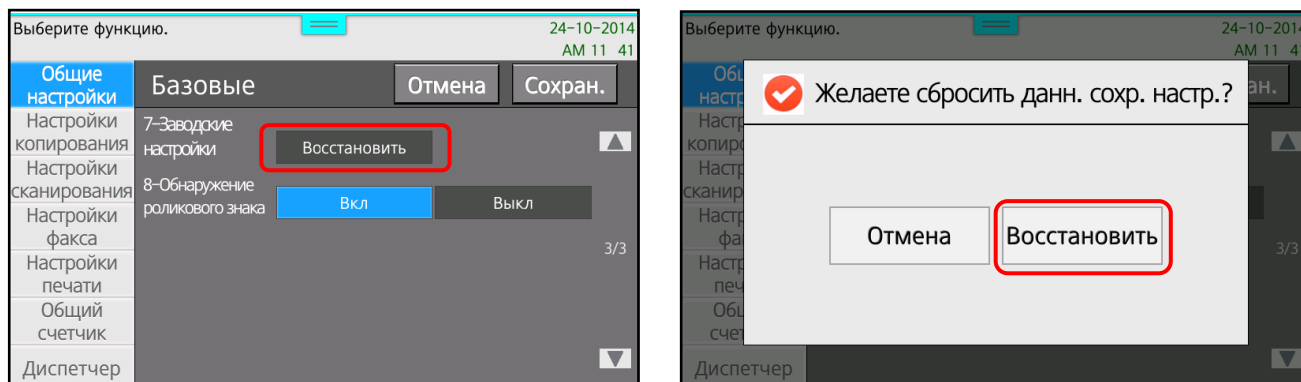 Выберите функцию.
24-10-2014
AM 11 41
Общие
настройки
Базовые
Отмена
Сохран.
Настройки
копирования
7-Заводские
настройки
Восстановить
Настройки
сканирования
8-Обнаружение
роликового знака
Вкл
Выкл
Настройки
факса
3/3
Настройки
печати
Общий
счетчик
Диспетчер
Выберите функцию.
24-10-2014
AM 11 41
Желаете сбросить данн. сохр. настр.?
Отмена
Восстановить
3/3
Диспетчер